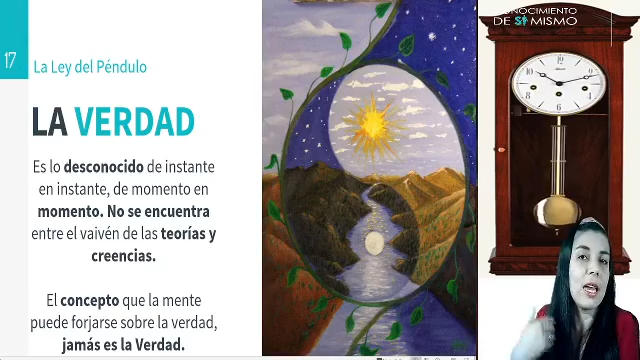 17
La Ley del Péndulo
LA VERDAD
Es lo desconocido de instante
en instante, de momento en
momento. No se encuentra
entre el vaivén de las teorías y
creencias.
El concepto que la mente
puede forjarse sobre la verdad,
jamás es la Verdad.
CONOCIMIENTO
DE SÍ MISMO